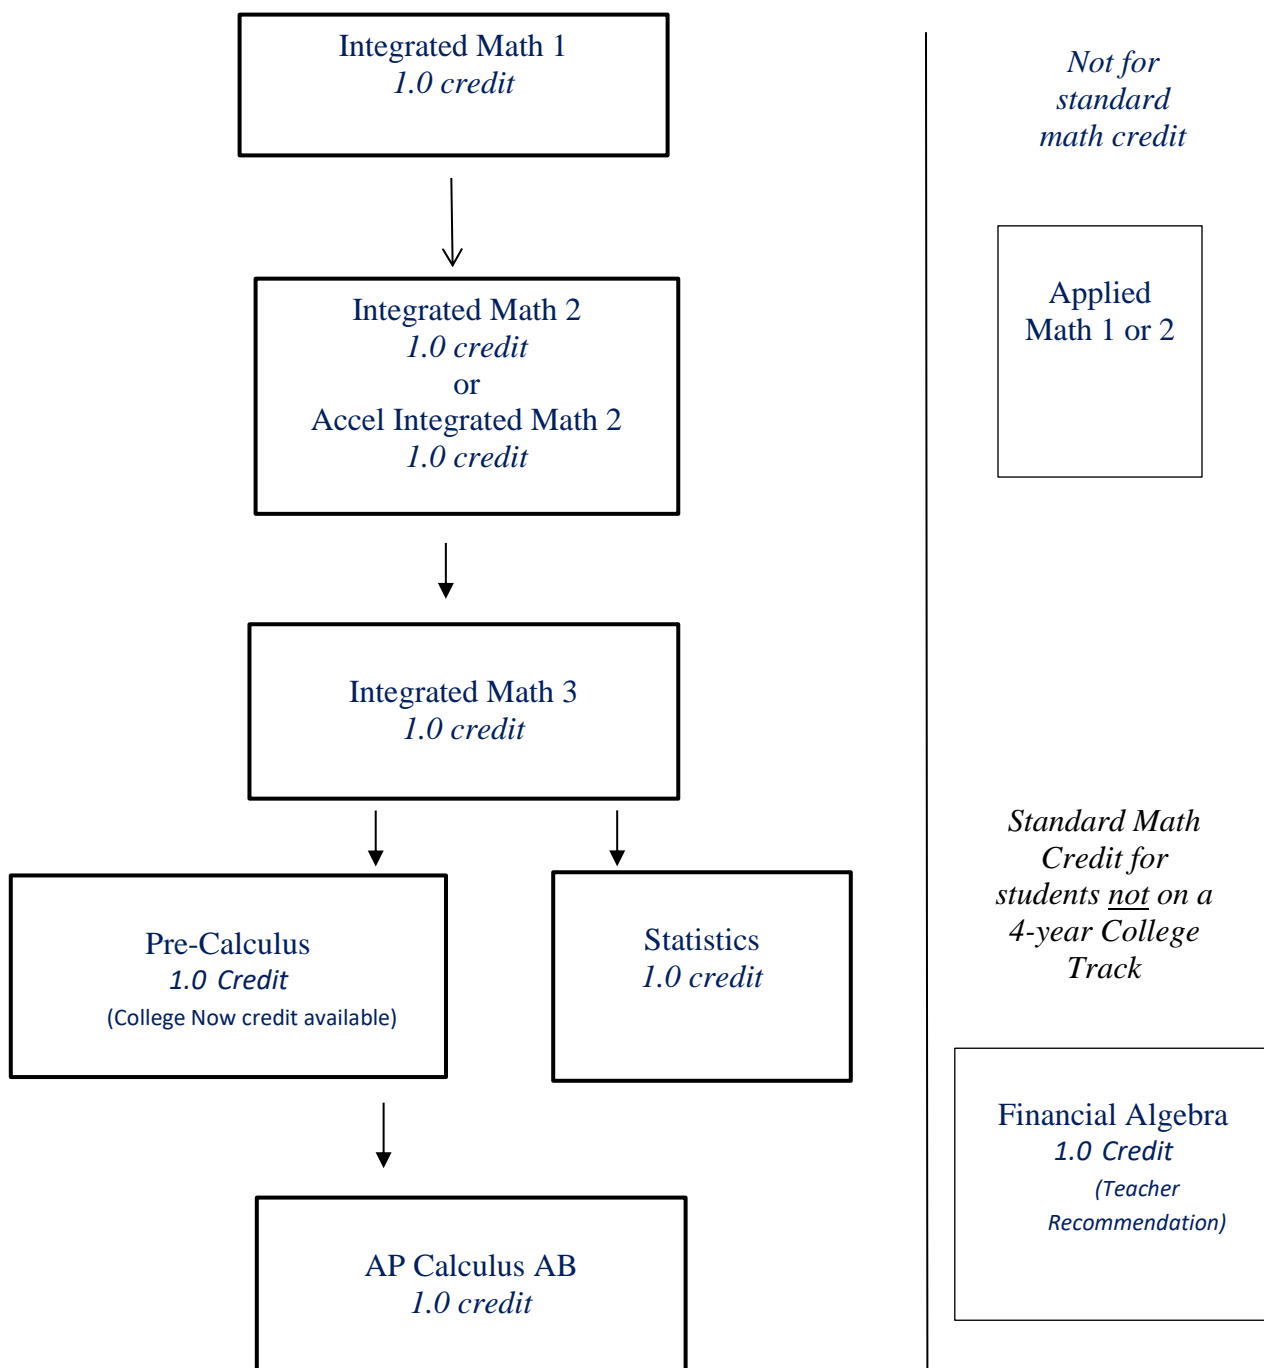 Integrated Math 1
1.0 credit
Integrated Math 2
1.0 credit
or
Accel Integrated Math 2
1.0 credit
Integrated Math 3
1.0 credit
Pre-Calculus
1.0 Credit
(College Now credit available)
Statistics
1.0 credit
AP Calculus AB
1.0 credit
Not for
standard
math credit
Applied
Math 1 or 2
Standard Math
Credit for
students not on a
4-year College
Track
Financial Algebra
1.0 Credit
(Teacher
Recommendation)